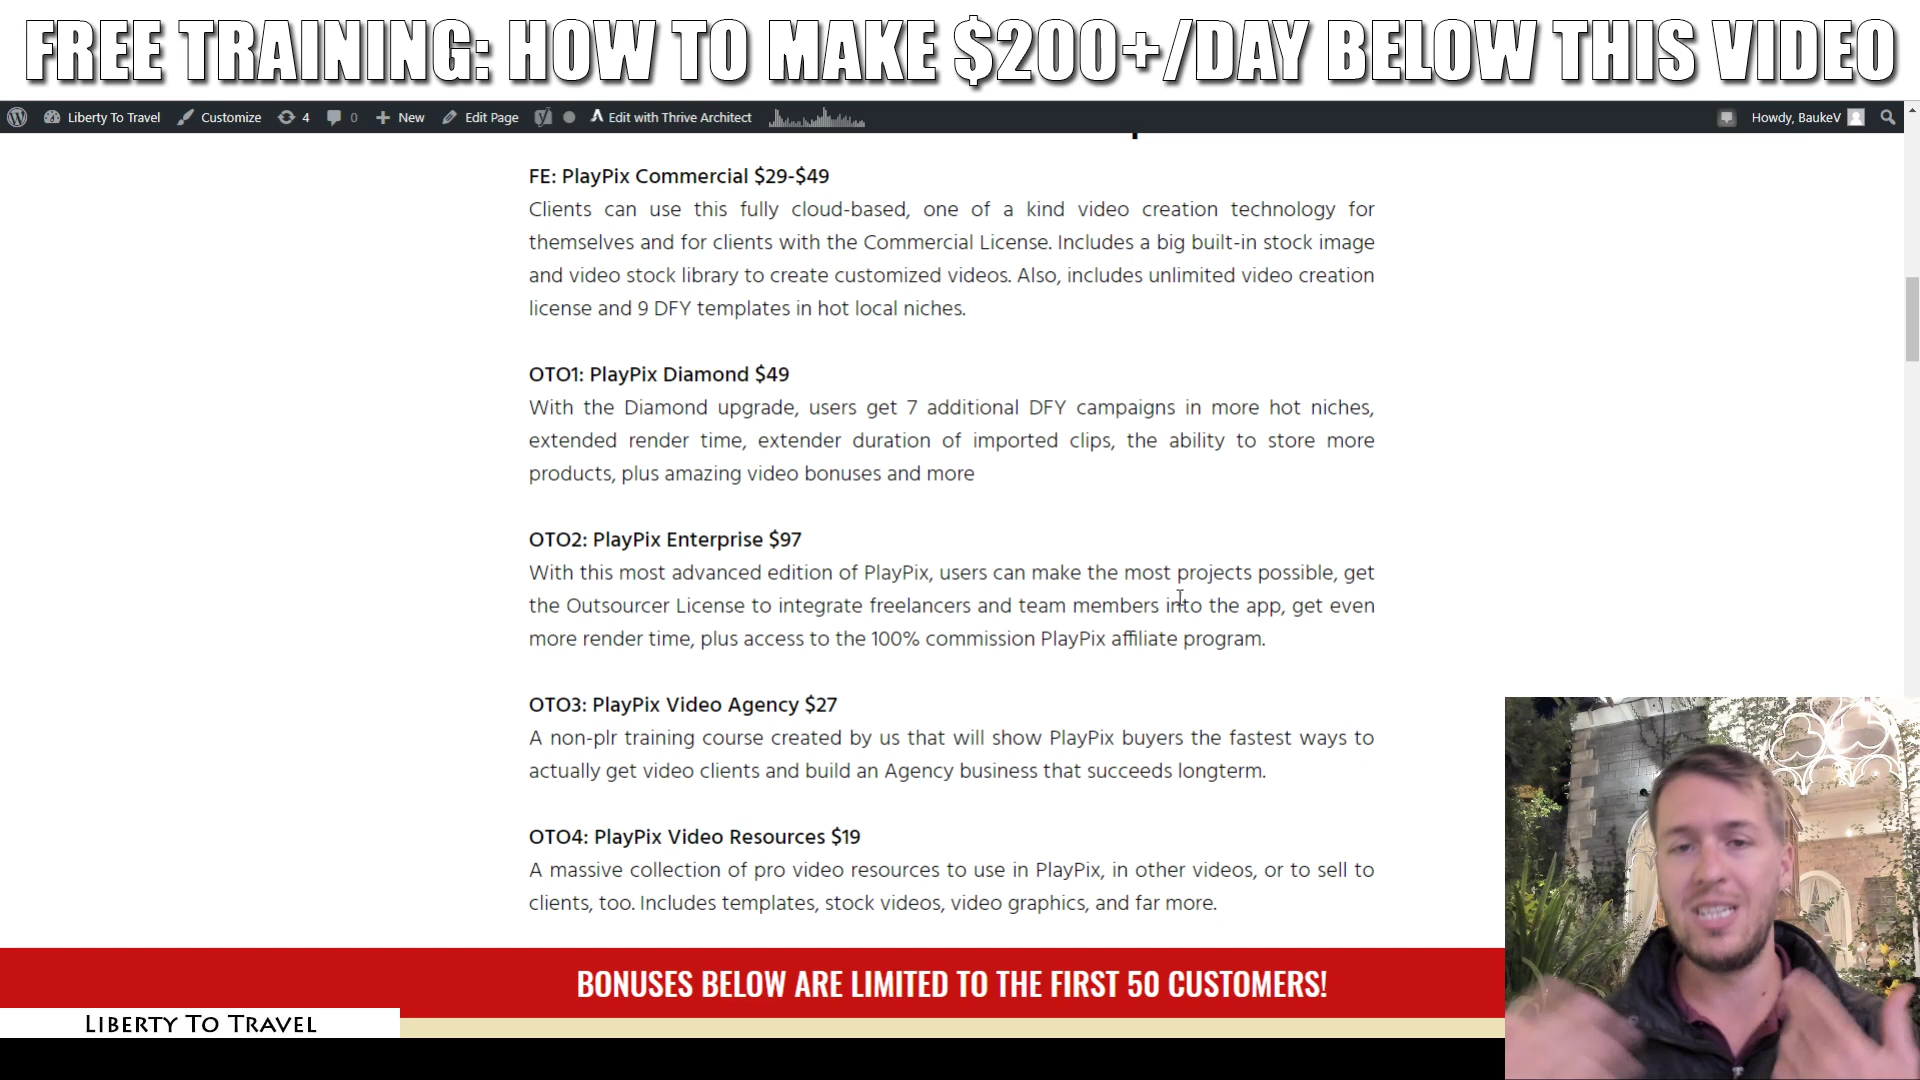 FREE TRAINING: HOW TO MAKE $200+/DAY BELOW THIS VIDEO
Liberty To Travel Customize 4 0 New Edit Page Edit with Thrive Architect Howdy, BaukeV
FE: PlayPix Commercial $29-$49
Clients can use this fully cloud-based, one of a kind video creation technology for
themselves and for clients with the Commercial License. Includes a big built-in stock image
and video stock library to create customized videos. Also, includes unlimited video creation
license and 9 DFY templates in hot local niches.
OTO1: PlayPix Diamond $49
With the Diamond upgrade, users get 7 additional DFY campaigns in more hot niches,
extended render time, extender duration of imported clips, the ability to store more
products, plus amazing video bonuses and more
OTO2: PlayPix Enterprise $97
With this most advanced edition of PlayPix, users can make the most projects possible, get
the Outsourcer License to integrate freelancers and team members into the app, get even
more render time, plus access to the 100% commission PlayPix affiliate program.
OTO3: PlayPix Video Agency $27
A non-plr training course created by us that will show PlayPix buyers the fastest ways to
actually get video clients and build an Agency business that succeeds longterm.
OTO4: PlayPix Video Resources $19
A massive collection of pro video resources to use in PlayPix, in other videos, or to sell to
clients, too. Includes templates, stock videos, video graphics, and far more.
BONUSES BELOW ARE LIMITED TO THE FIRST 50 CUSTOMERS!
LIBERTY TO TRAVEL